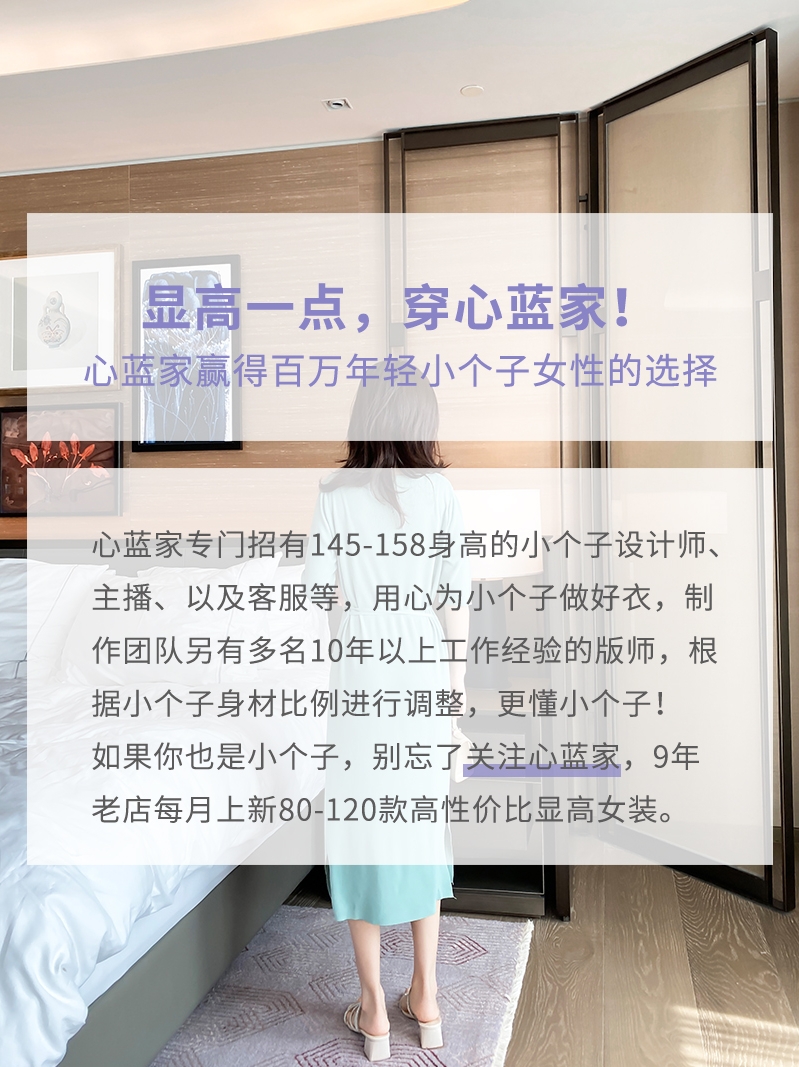 显高一点，穿心蓝家！
心蓝家赢得百万年轻小个子女性的选择
心蓝家专门招有145-158身高的小个子设计师、
主播、以及客服等，用心为小个子做好衣，制
作团队另有多名10年以上工作经验的版师，根
据小个子身材比例进行调整，更懂小个子！
如果你也是小个子，别忘了关注心蓝家，9年
老店每月上新80-120款高性价比显高女装。